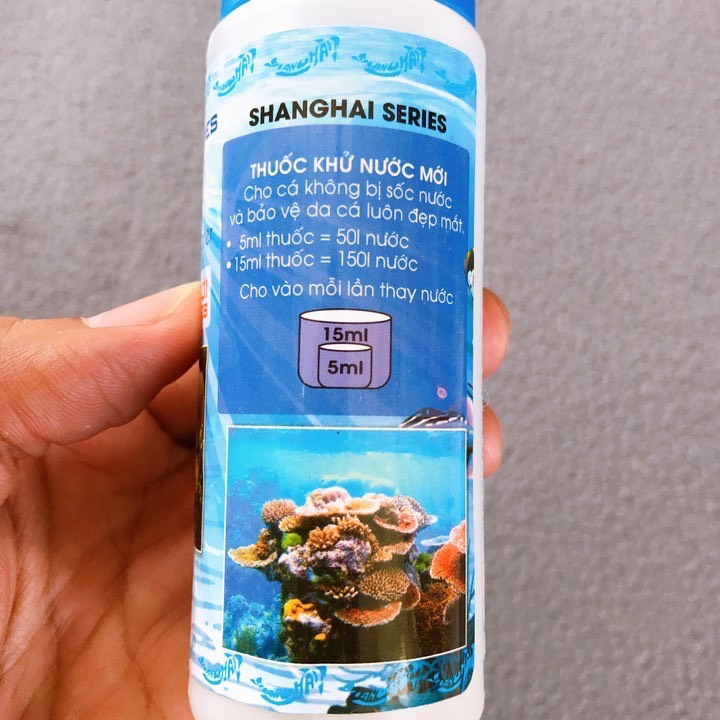 SHANGHAI SERIES
THUỐC KHỬ NƯỚC MỚI
Cho cá không bị sốc nước
và bảo vệ da cá luôn đẹp mắt.
• 5ml thuốc = 50l nước
• 15ml thuốc = 150l nước
Cho vào mỗi lần thay nước
15ml
5ml